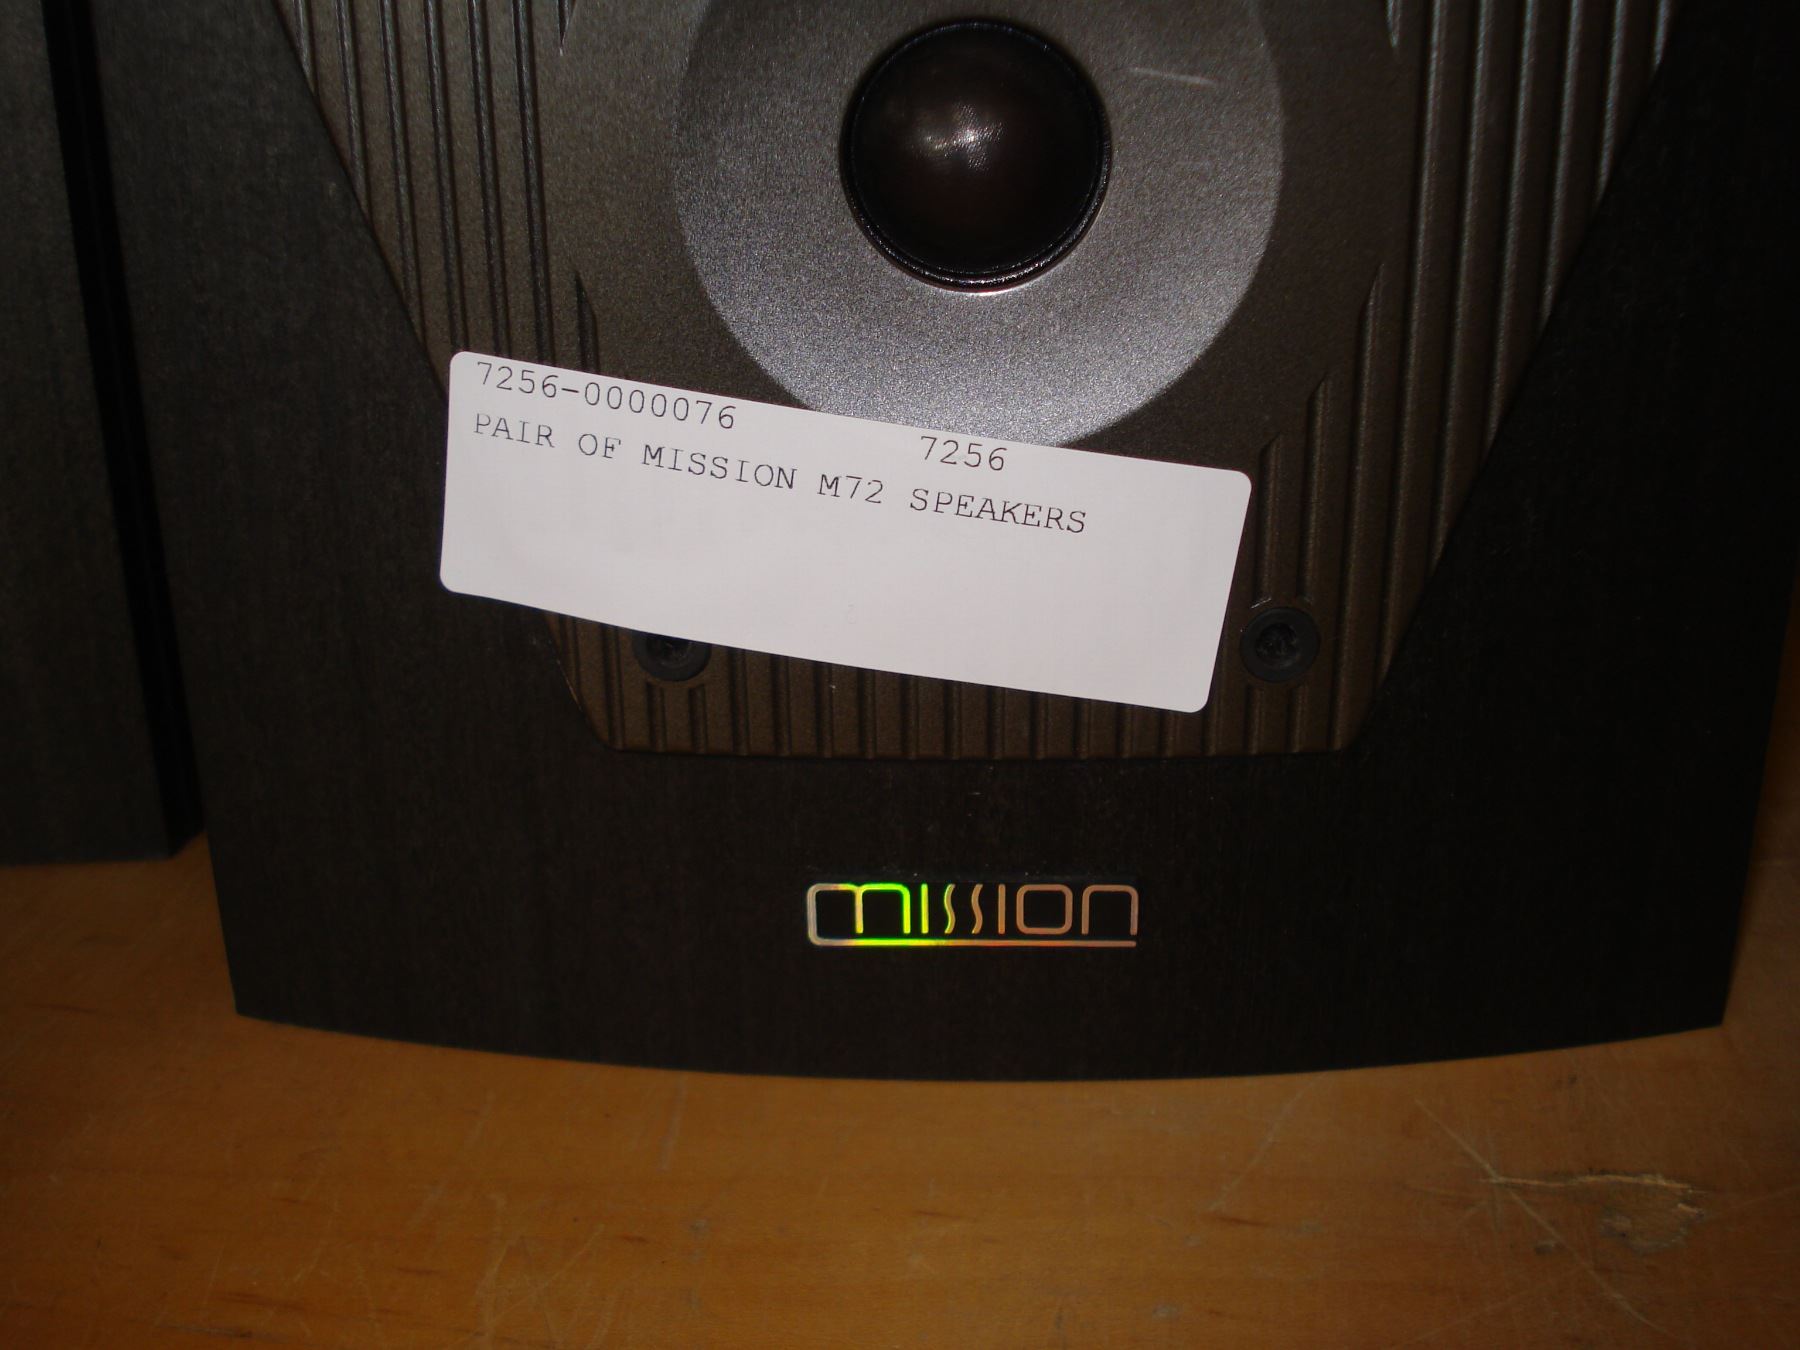 7256-0000076 7256
PAIR OF MISSION M72 SPEAKERS
mission